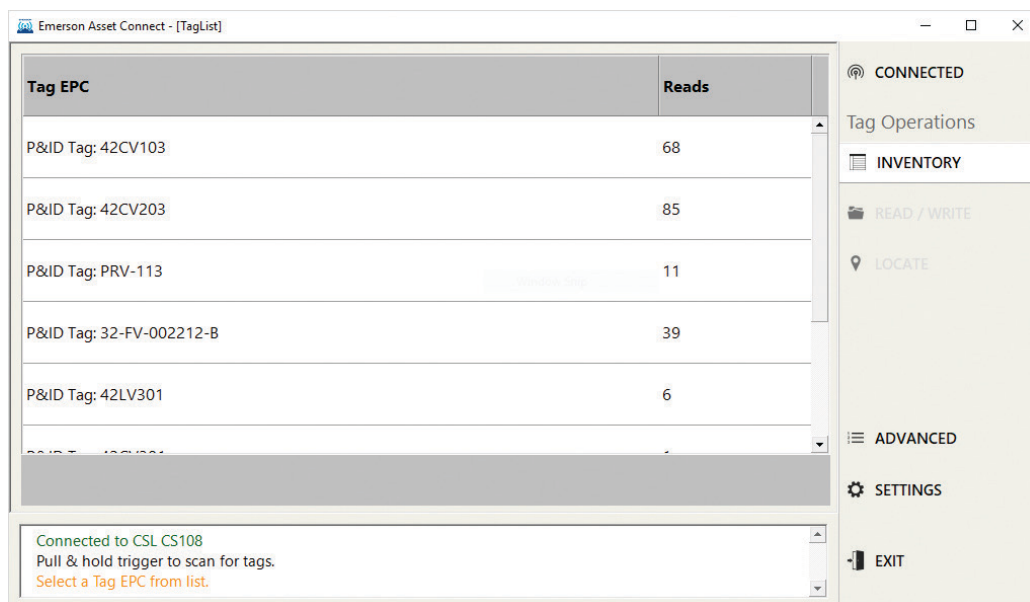 Emerson Asset Connect - [TagList]
Tag EPC Reads
P&ID Tag: 42CV103 68
P&ID Tag: 42CV203 85
P&ID Tag: PRV-113 11
P&ID Tag: 32-FV-002212-B 39
P&ID Tag: 42LV301 6
CONNECTED
Tag Operations
INVENTORY
READ / WRITE
LOCATE
ADVANCED
SETTINGS
EXIT
Connected to CSL CS108
Pull & hold trigger to scan for tags.
Select a Tag EPC from list.